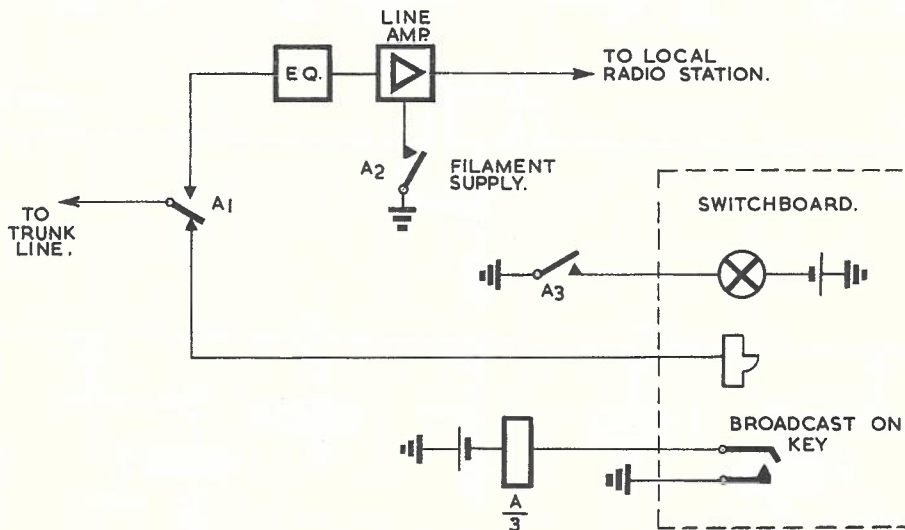 LINE
AMP.
EQ.
TO LOCAL
RADIO STATION.
A2
FILAMENT
SUPPLY.
A1
TO
TRUNK
LINE.
SWITCHBOARD.
A3
BROADCAST ON
KEY
A
3